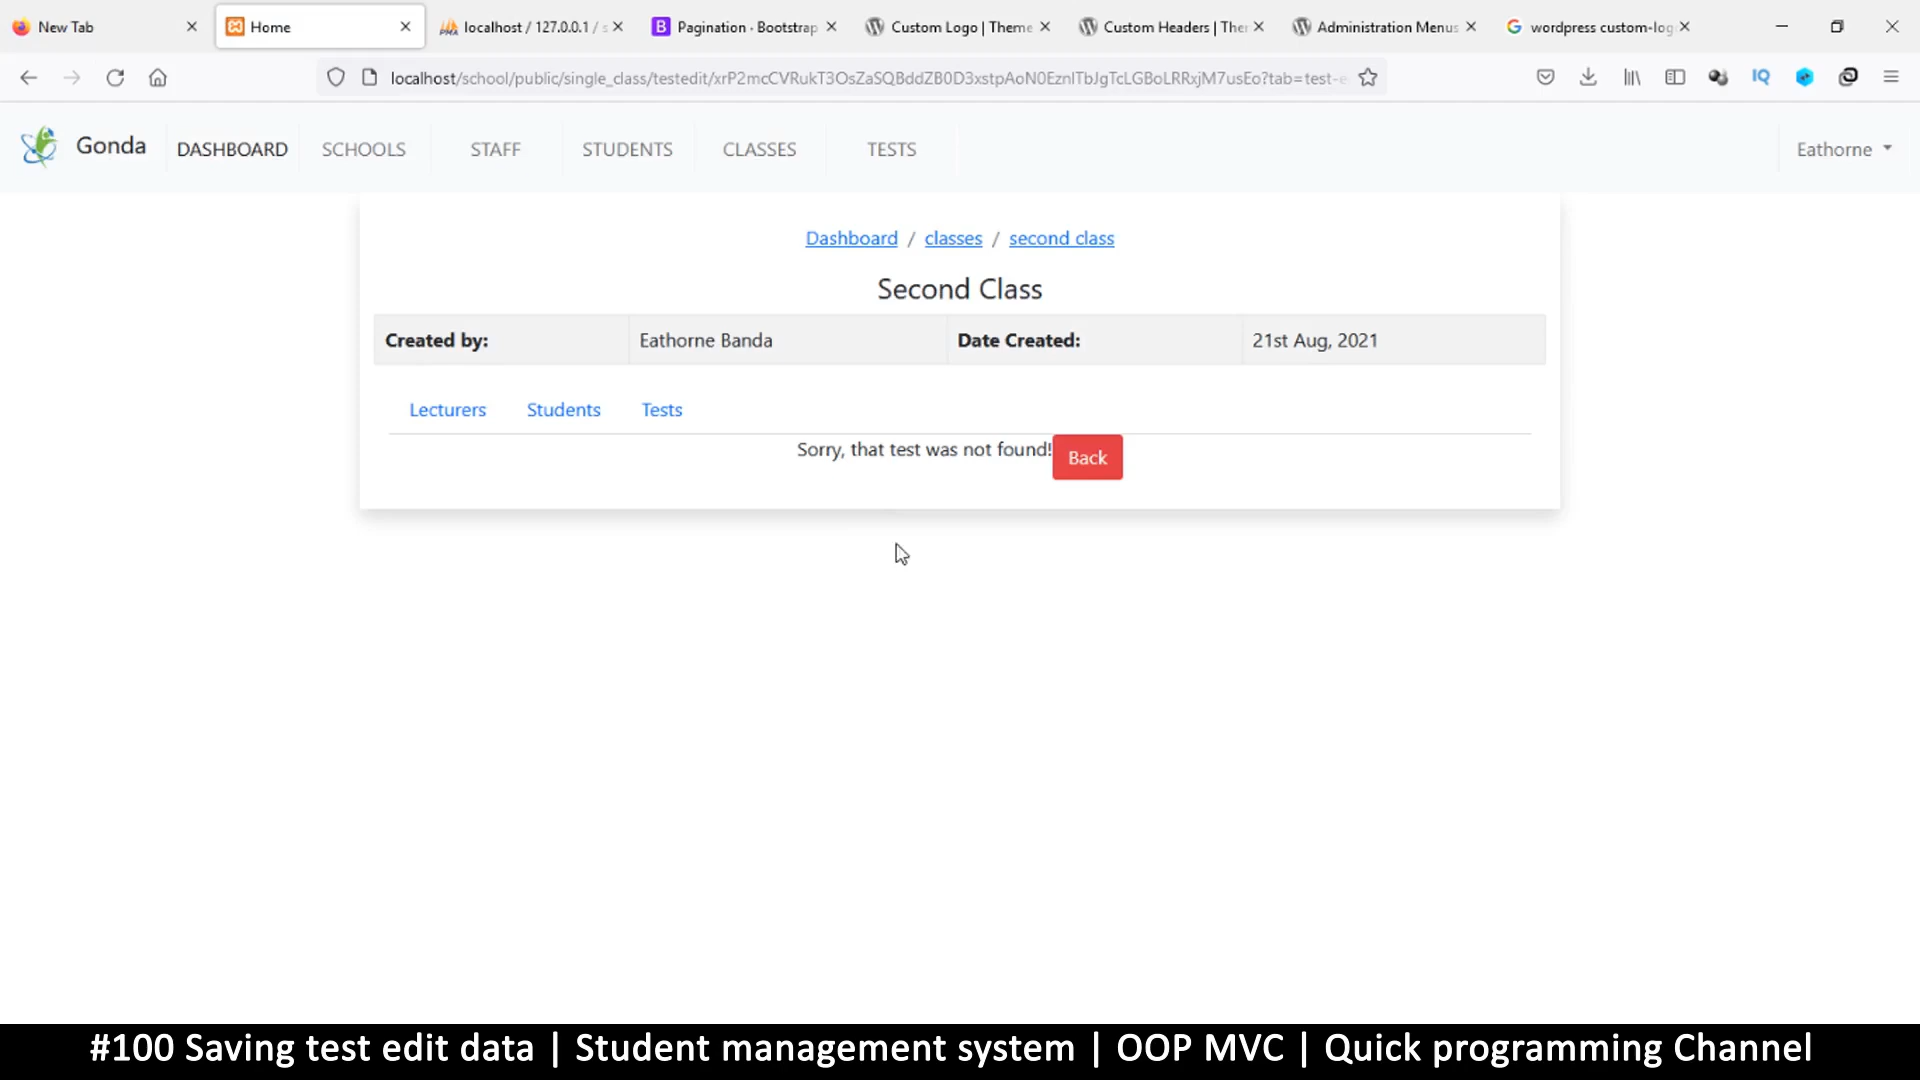 New Tab
Home
localhost / 127.0.0.1 / s
Pagination · Bootstrap
Custom Logo | Theme
Custom Headers | The
Administration Menus
wordpress custom-log
localhost/school/public/single_class/testedit/xrP2mcCVRukT3OsZaSQBddZB0D3xstpAoN0EznlTbJgTcLGBoLRRxjM7usEo?tab=test-e
IQ
Gonda
DASHBOARD
SCHOOLS
STAFF
STUDENTS
CLASSES
TESTS
Eathorne
Dashboard / classes / second class
Second Class
Created by: Eathorne Banda Date Created: 21st Aug, 2021
Lecturers Students Tests
Sorry, that test was not found! Back
#100 Saving test edit data | Student management system | OOP MVC | Quick programming Channel